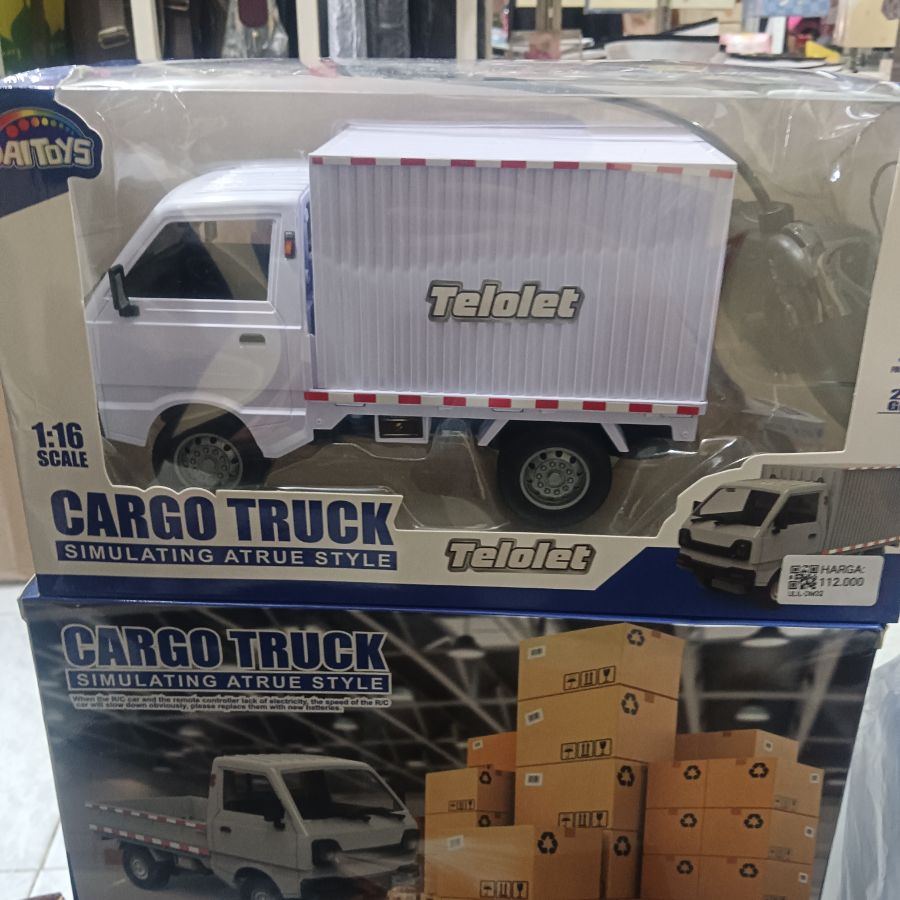 AITOYS
Telolet
1:16
SCALE
CARGO TRUCK
SIMULATING ATRUE STYLE
Telolet
HARGA:
112.000
CARGO TRUCK
SIMULATING ATRUE STYLE
When the R/C car and the remote controller lack of electricity, the speed of the R/C
car will slow down obviously, please replace them with new batteries.